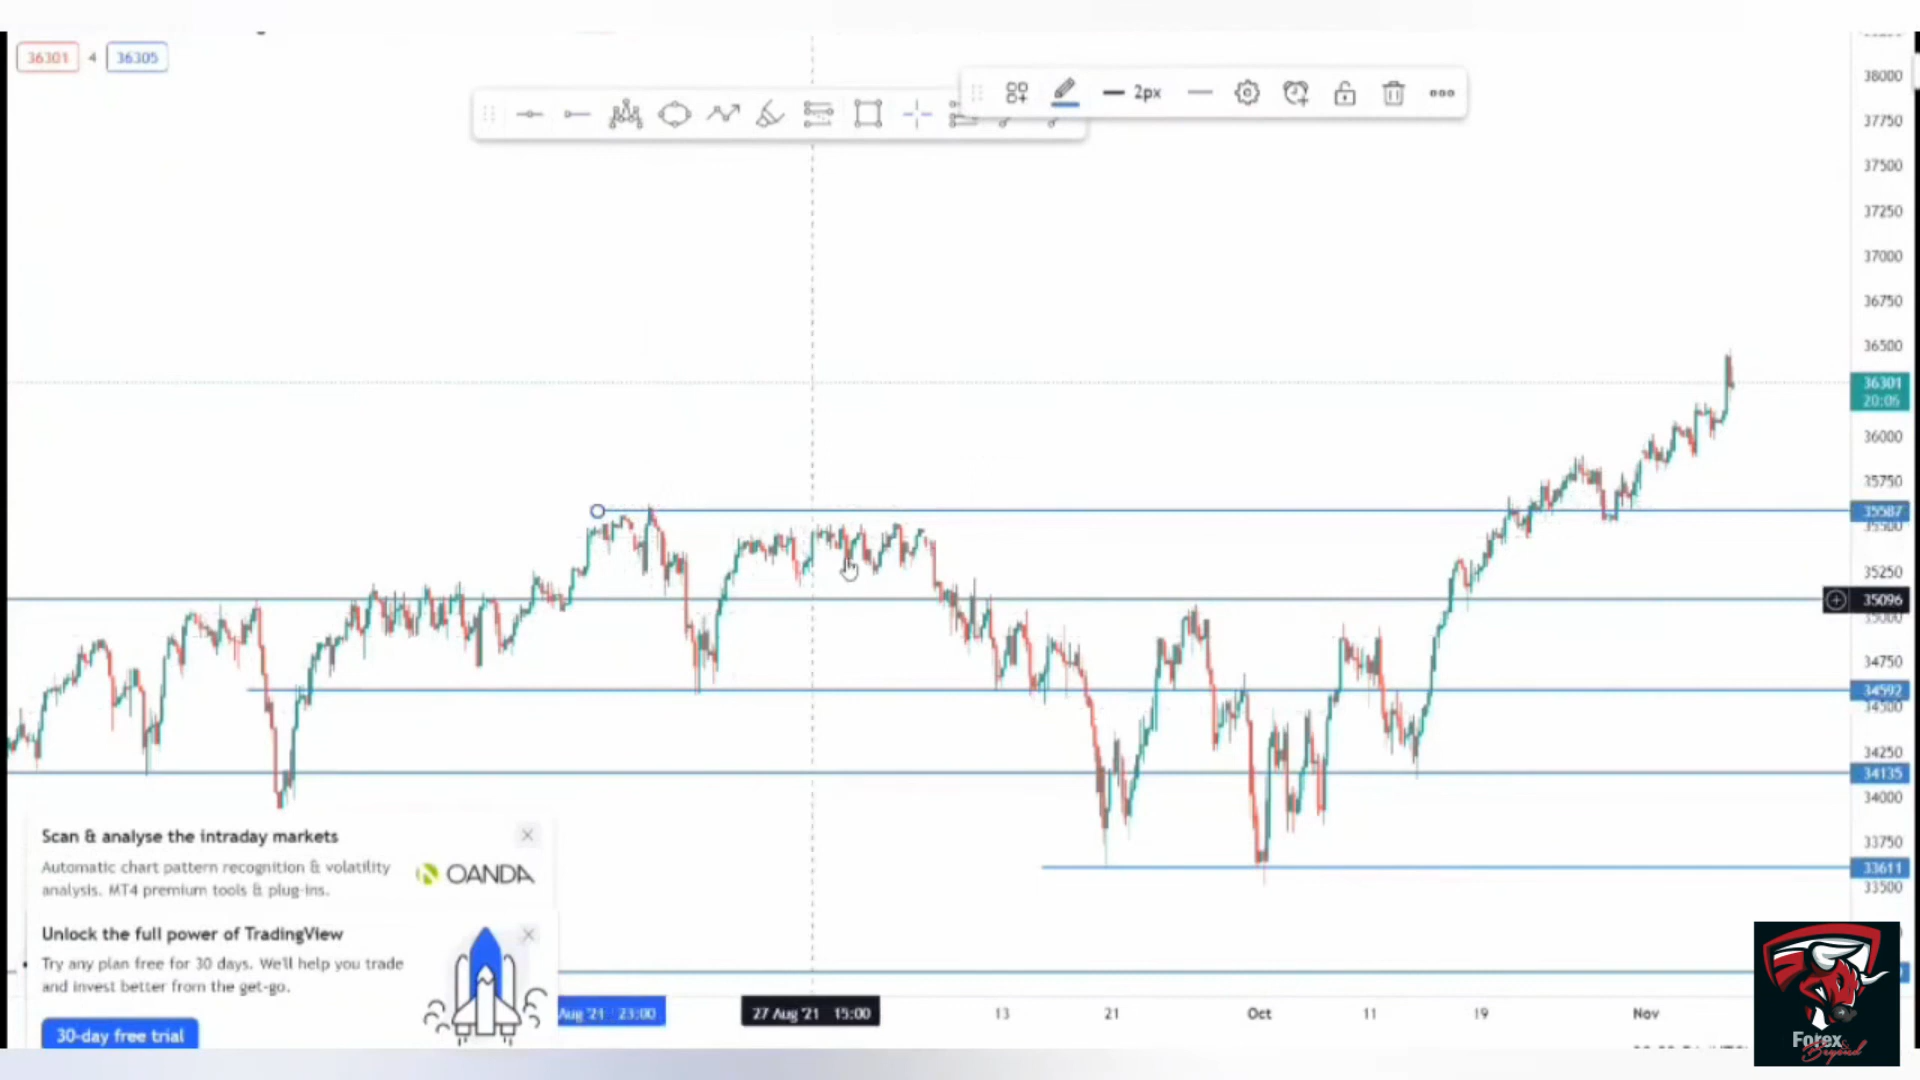 36301 4 36305
2px
38000
37750
37500
37250
37000
36750
36500
36301
20:05
36000
35750
35587
35500
35250
35096
35000
34750
34592
34500
34250
34135
34000
33750
33611
33500
Scan & analyse the intraday markets
Automatic chart pattern recognition & volatility
analysis. MT4 premium tools & plug-ins.
OANDA
Unlock the full power of TradingView
Try any plan free for 30 days. We'll help you trade
and invest better from the get-go.
30-day free trial
Aug '21 23:00
27 Aug '21 15:00
13
21
Oct
11
19
Nov
Forex
Beyond